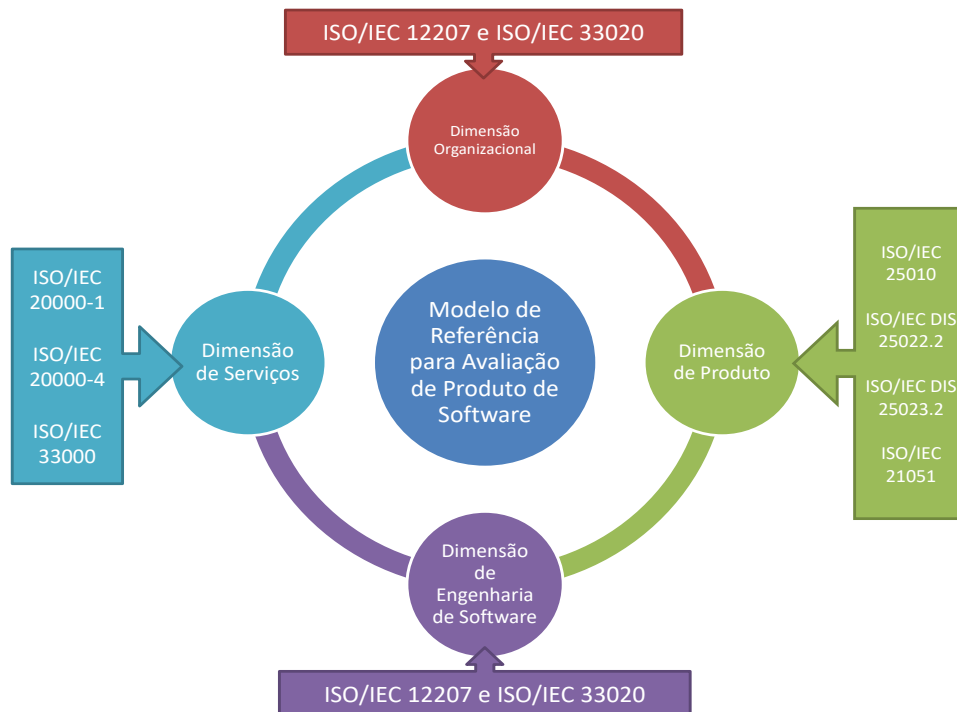 ISO/IEC 12207 e ISO/IEC 33020
Dimensão
Organizacional
ISO/IEC
20000-1
ISO/IEC
20000-4
ISO/IEC
33000
Dimensão
de Serviços
Modelo de
Referência
para Avaliação
de Produto de
Software
Dimensão
de Produto
ISO/IEC
25010
ISO/IEC DIS
25022.2
ISO/IEC DIS
25023.2
ISO/IEC
21051
Dimensão
de
Engenharia
de Software
ISO/IEC 12207 e ISO/IEC 33020